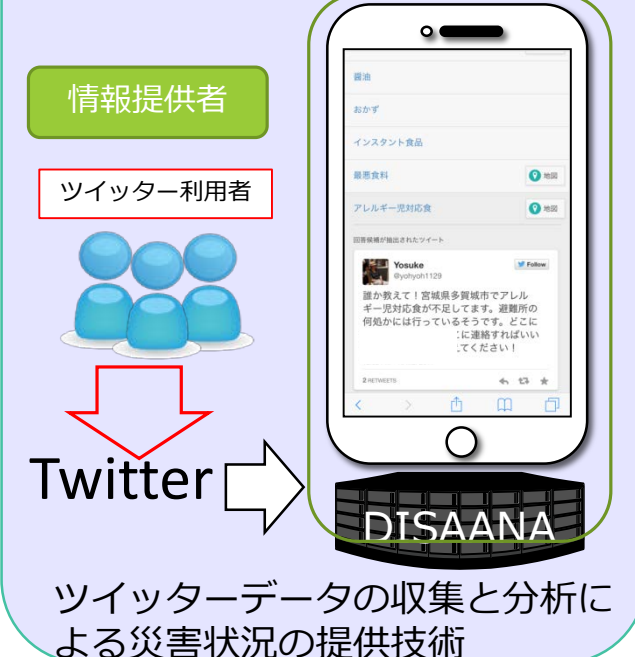 情報提供者
ツイッター利用者
醤油
おかず
インスタント食品
最悪食料
地図
アレルギー児対応食
地図
回答候補が抽出されたツイート
Yosuke
Follow
@yohyoh1129
誰か教えて！宮城県多賀城市でアレル
ギー児対応食が不足してます。避難所の
何処かには行っているそうです。どこに
に連絡すればいい
てください！
2 RETWEETS
Twitter
DISAANA
ツイッターデータの収集と分析に
よる災害状況の提供技術